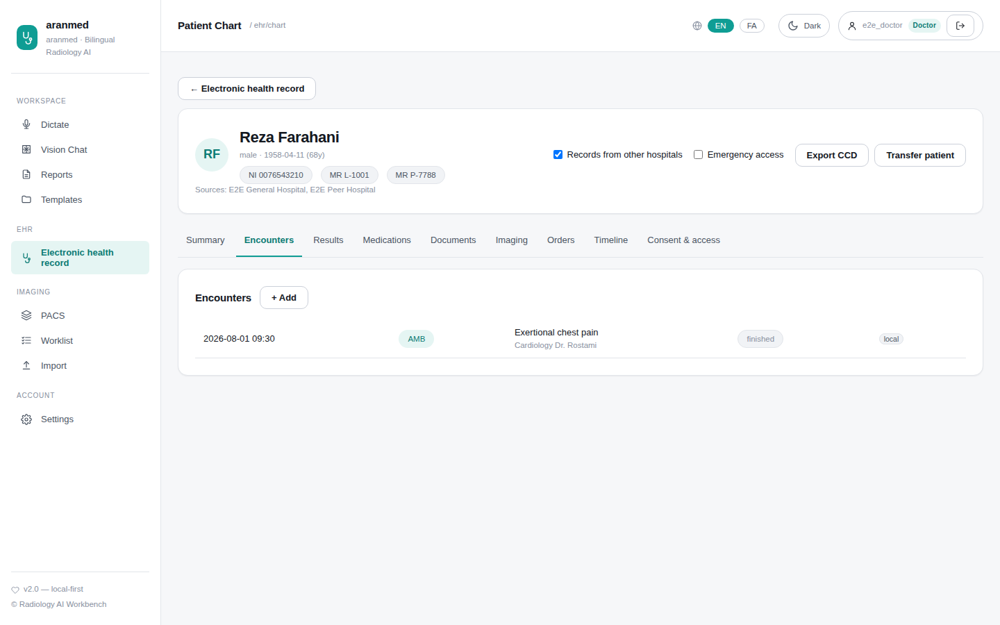 aranmed
aranmed · Bilingual
Radiology AI
WORKSPACE
Dictate
Vision Chat
Reports
Templates
EHR
Electronic health
record
IMAGING
PACS
Worklist
Import
ACCOUNT
Settings
v2.0 — local-first
© Radiology AI Workbench
Patient Chart / ehr/chart
EN FA Dark e2e_doctor Doctor
← Electronic health record
RF
Reza Farahani
male · 1958-04-11 (68y)
NI 0076543210 MR L-1001 MR P-7788
Sources: E2E General Hospital, E2E Peer Hospital
Records from other hospitals Emergency access Export CCD Transfer patient
Summary Encounters Results Medications Documents Imaging Orders Timeline Consent & access
Encounters + Add
2026-08-01 09:30 AMB Exertional chest pain finished local
Cardiology Dr. Rostami